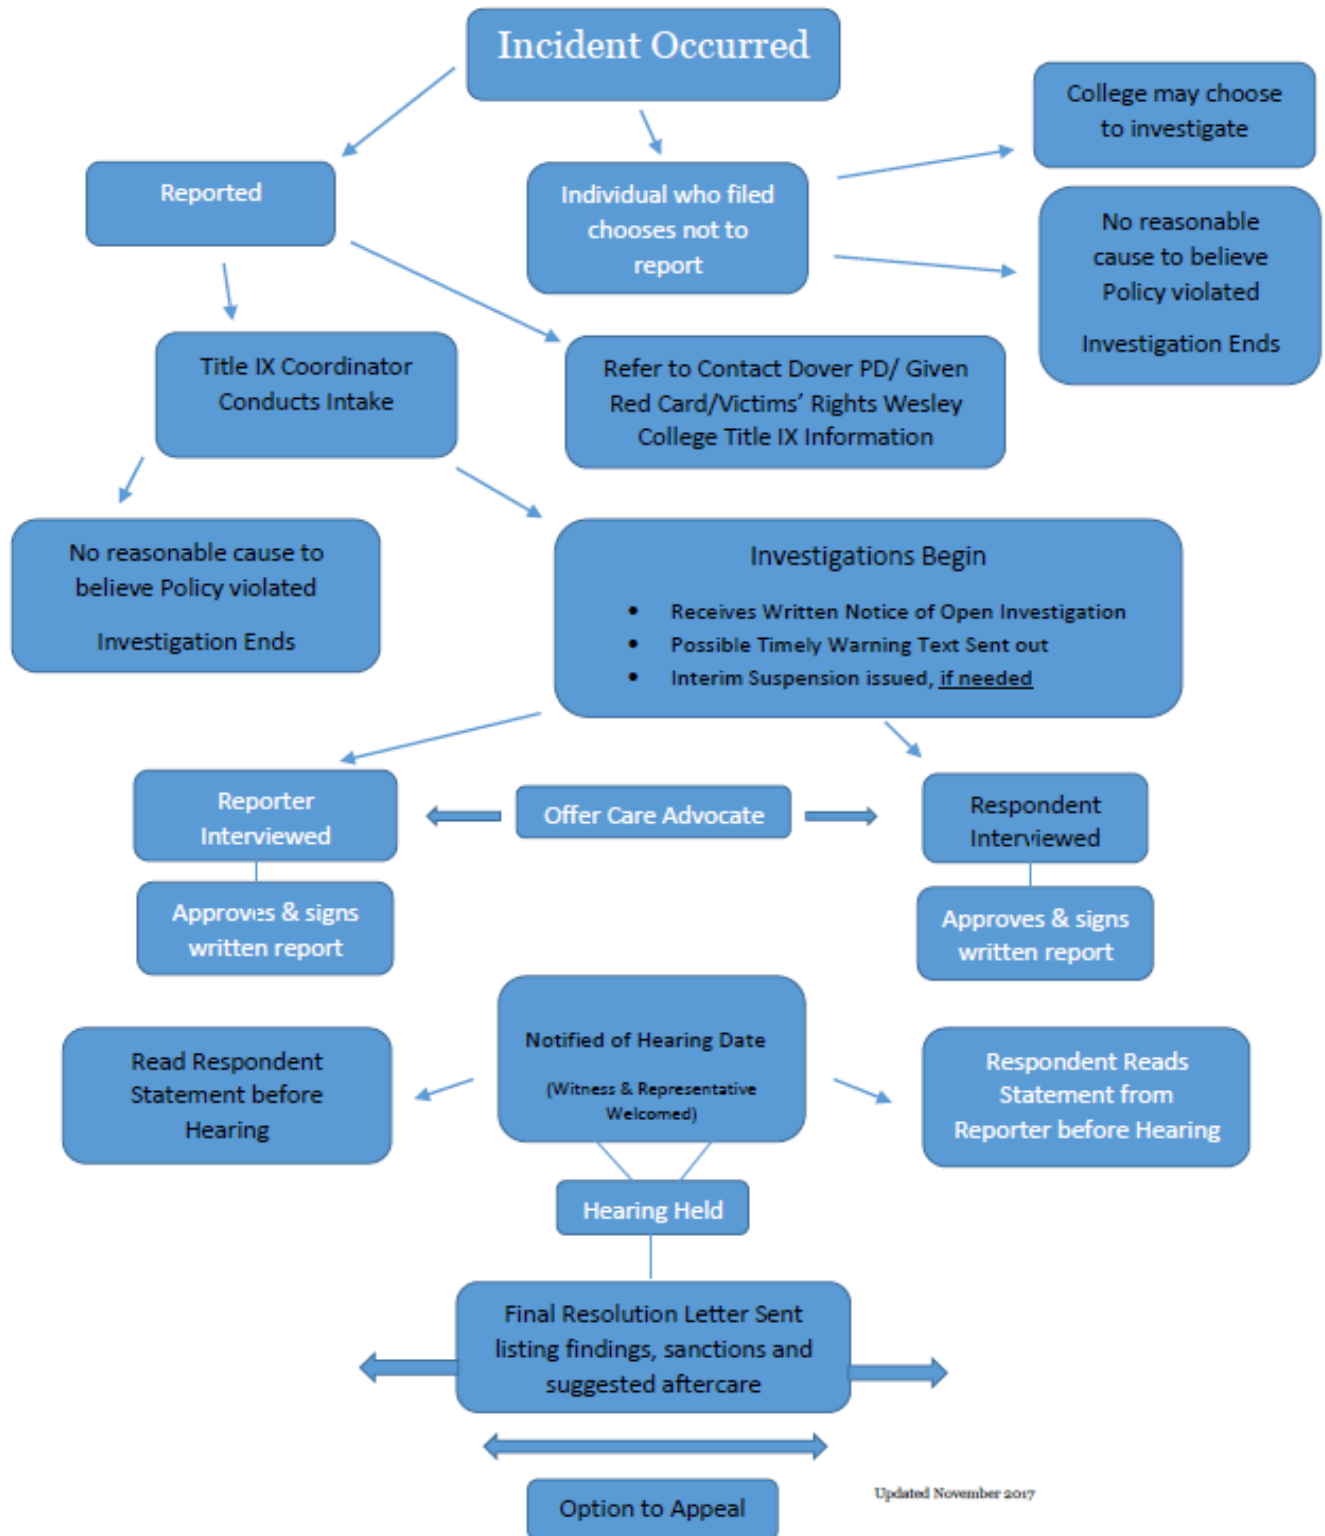 Incident Occurred
College may choose
to investigate
Reported
Individual who filed
chooses not to
report
No reasonable
cause to believe
Policy violated
Investigation Ends
Title IX Coordinator
Conducts Intake
Refer to Contact Dover PD/ Given
Red Card/Victims' Rights Wesley
College Title IX Information
No reasonable cause to
believe Policy violated
Investigation Ends
Investigations Begin
• Receives Written Notice of Open Investigation
• Possible Timely Warning Text Sent out
• Interim Suspension issued, if needed
Reporter
Interviewed
Offer Care Advocate
Respondent
Interviewed
Approves & signs
written report
Approves & signs
written report
Notified of Hearing Date
(Witness & Representative
Welcomed)
Read Respondent
Statement before
Hearing
Respondent Reads
Statement from
Reporter before Hearing
Hearing Held
Final Resolution Letter Sent
listing findings, sanctions and
suggested aftercare
Updated November 2017
Option to Appeal